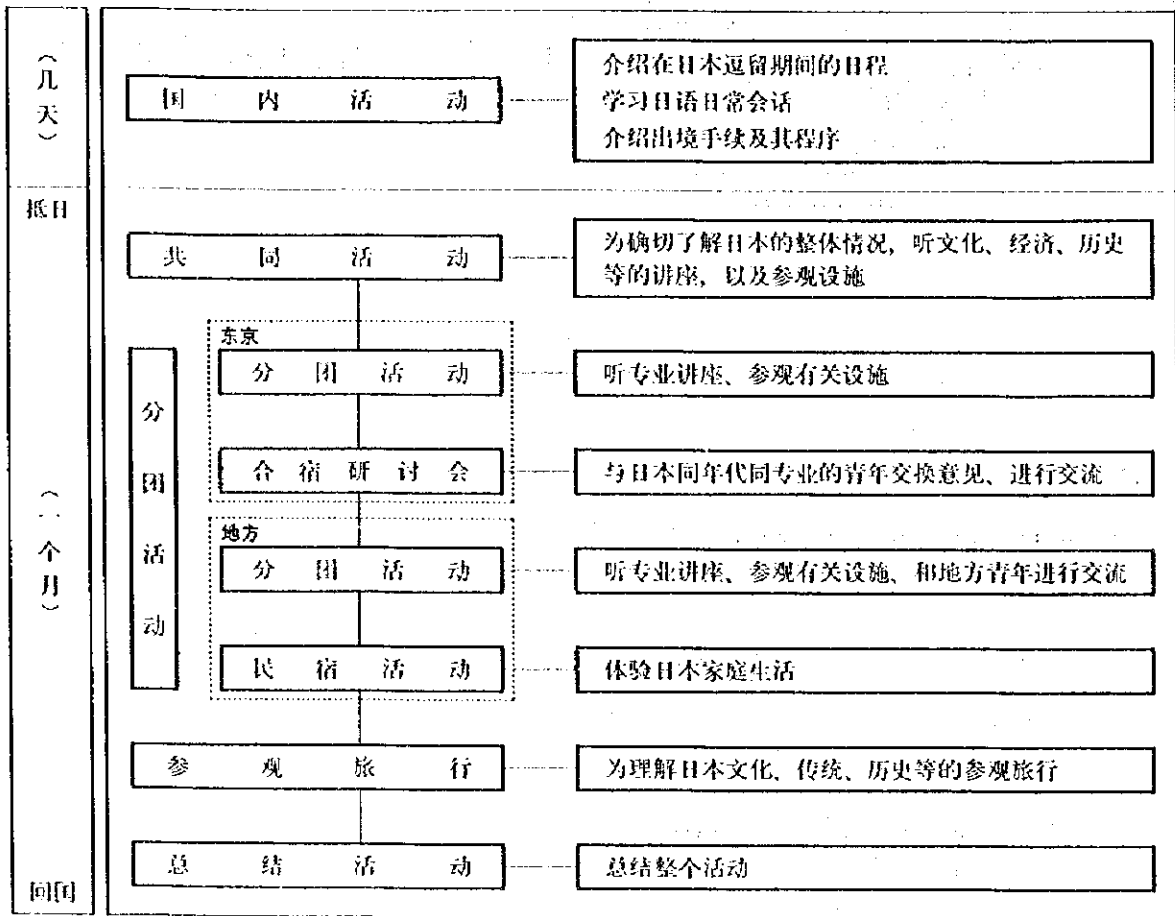 （几天）
国内活动
介绍在日本逗留期间的日程
学习日语日常会话
介绍出境手续及其程序
抵日
共同活动
为确切了解日本的整体情况，听文化、经济、历史
等的讲座，以及参观设施
（一个月）
分团活动
东京
分团活动
听专业讲座、参观有关设施
合宿研讨会
与日本同年代同专业的青年交换意见、进行交流
地方
分团活动
听专业讲座、参观有关设施、和地方青年进行交流
民宿活动
体验日本家庭生活
参观旅行
为理解日本文化、传统、历史等的参观旅行
总结活动
总结整个活动
回国